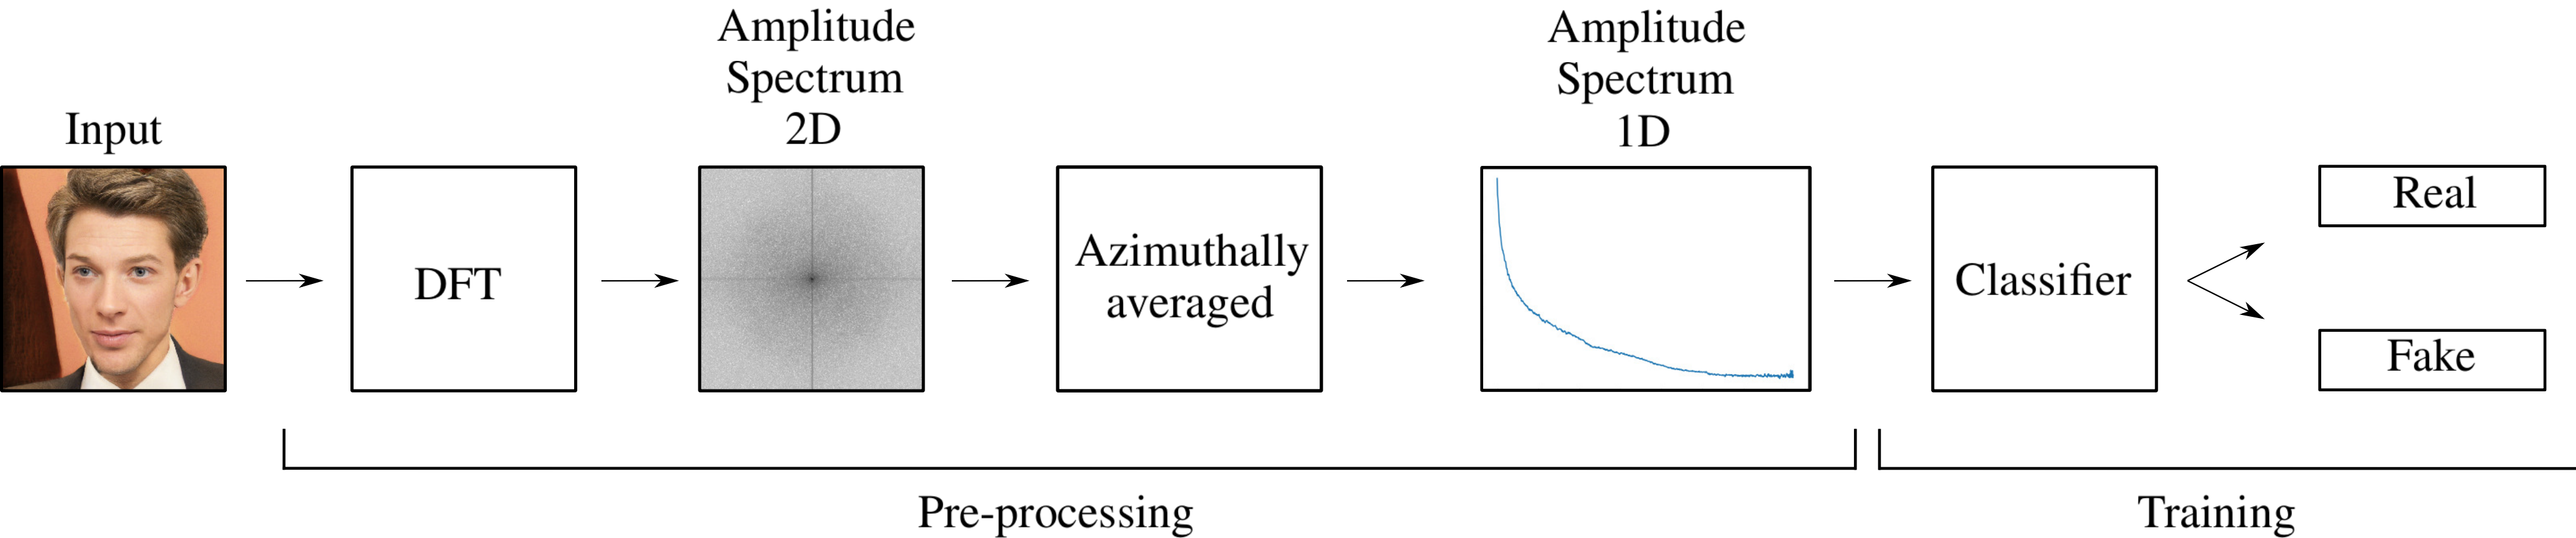 Input
DFT
Amplitude
Spectrum
2D
Azimuthally
averaged
Amplitude
Spectrum
1D
Classifier
Real
Fake
Pre-processing
Training